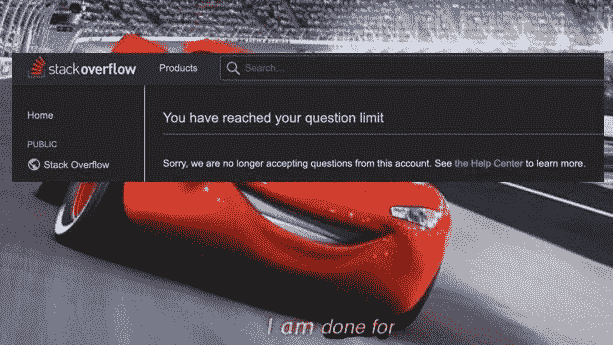 stackoverflow Products Search...
Home
You have reached your question limit
PUBLIC
Stack Overflow
Sorry, we are no longer accepting questions from this account. See the Help Center to learn more.
I am done for